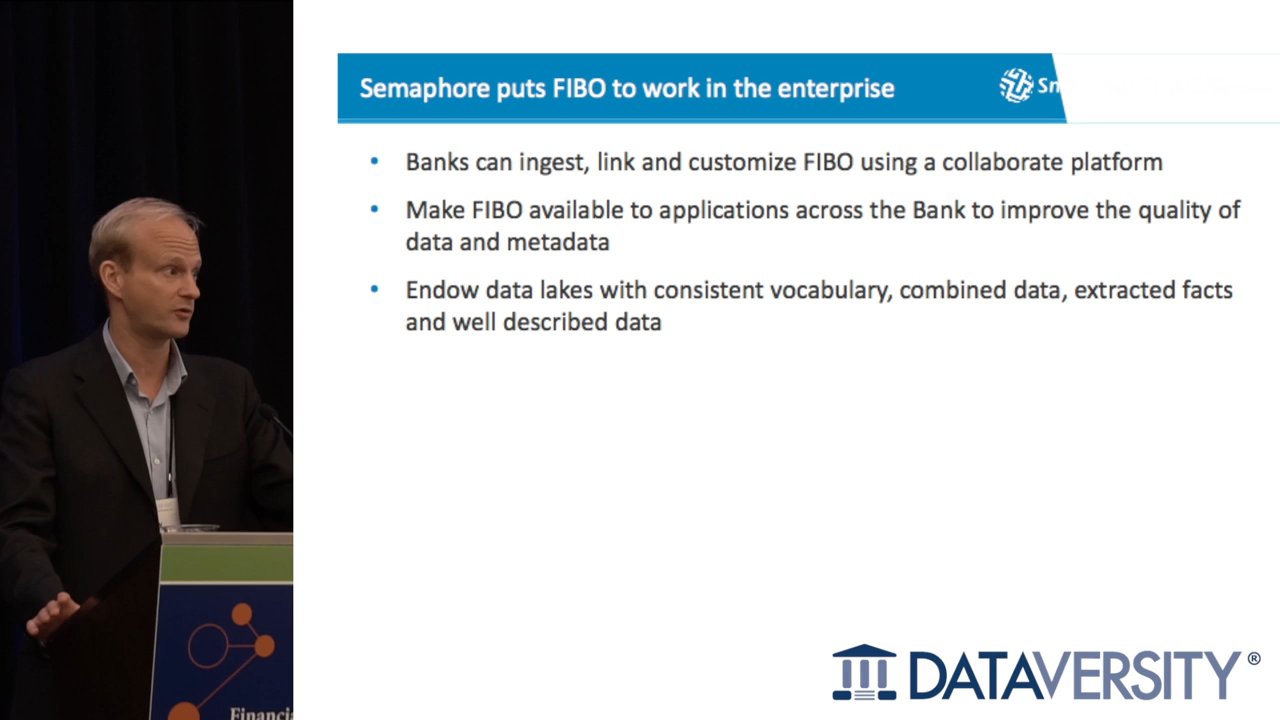 Semaphore puts FIBO to work in the enterprise
Sm
• Banks can ingest, link and customize FIBO using a collaborate platform
• Make FIBO available to applications across the Bank to improve the quality of
data and metadata
• Endow data lakes with consistent vocabulary, combined data, extracted facts
and well described data
DATAVERSITY®
Financia